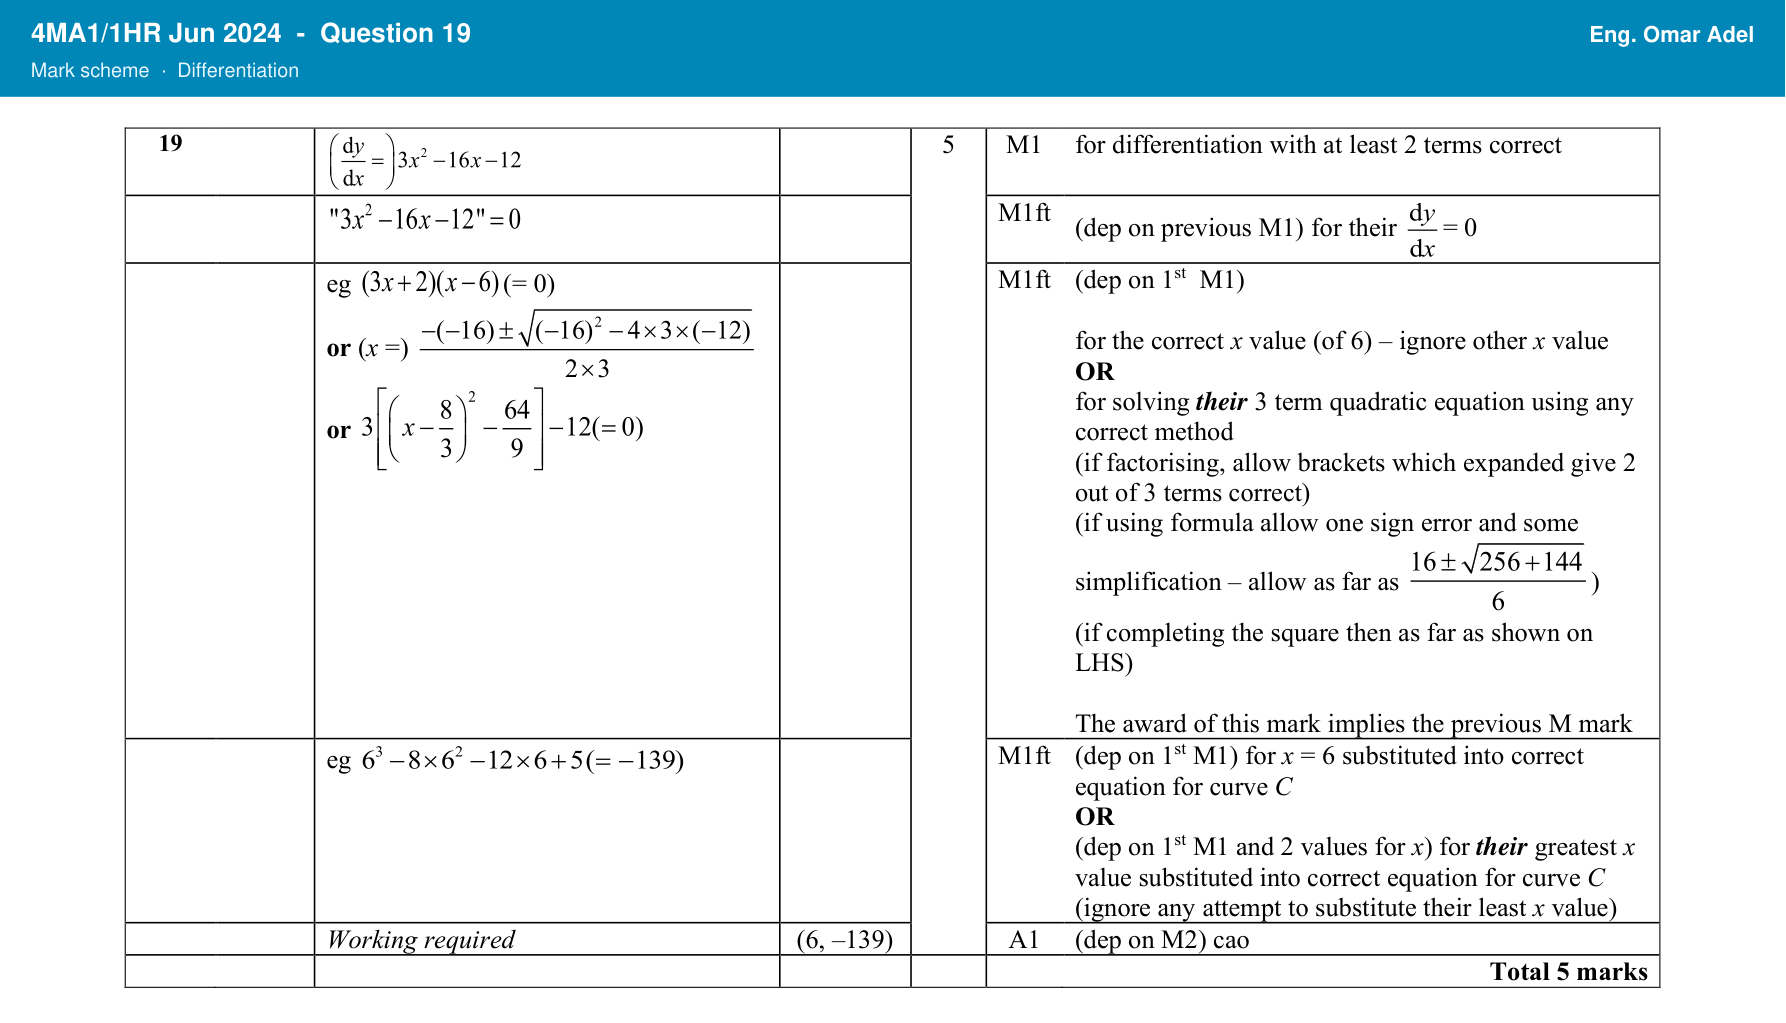 4MA1/1HR Jun 2024 - Question 19
Eng. Omar Adel
Mark scheme · Differentiation
19
(dy/dx =) 3x² − 16x − 12
5
M1
for differentiation with at least 2 terms correct
"3x² − 16x − 12" = 0
M1ft
(dep on previous M1) for their dy/dx = 0
eg (3x + 2)(x − 6) (= 0)
or (x =) (−(−16) ± √((−16)² − 4×3×(−12))) / (2×3)
or 3[(x − 8/3)² − 64/9] − 12(= 0)
M1ft
(dep on 1st M1)
for the correct x value (of 6) – ignore other x value
OR
for solving their 3 term quadratic equation using any
correct method
(if factorising, allow brackets which expanded give 2
out of 3 terms correct)
(if using formula allow one sign error and some
simplification – allow as far as (16 ± √(256 + 144)) / 6 )
(if completing the square then as far as shown on
LHS)
The award of this mark implies the previous M mark
eg 6³ − 8×6² − 12×6 + 5(= −139)
M1ft
(dep on 1st M1) for x = 6 substituted into correct
equation for curve C
OR
(dep on 1st M1 and 2 values for x) for their greatest x
value substituted into correct equation for curve C
(ignore any attempt to substitute their least x value)
Working required
(6, –139)
A1
(dep on M2) cao
Total 5 marks